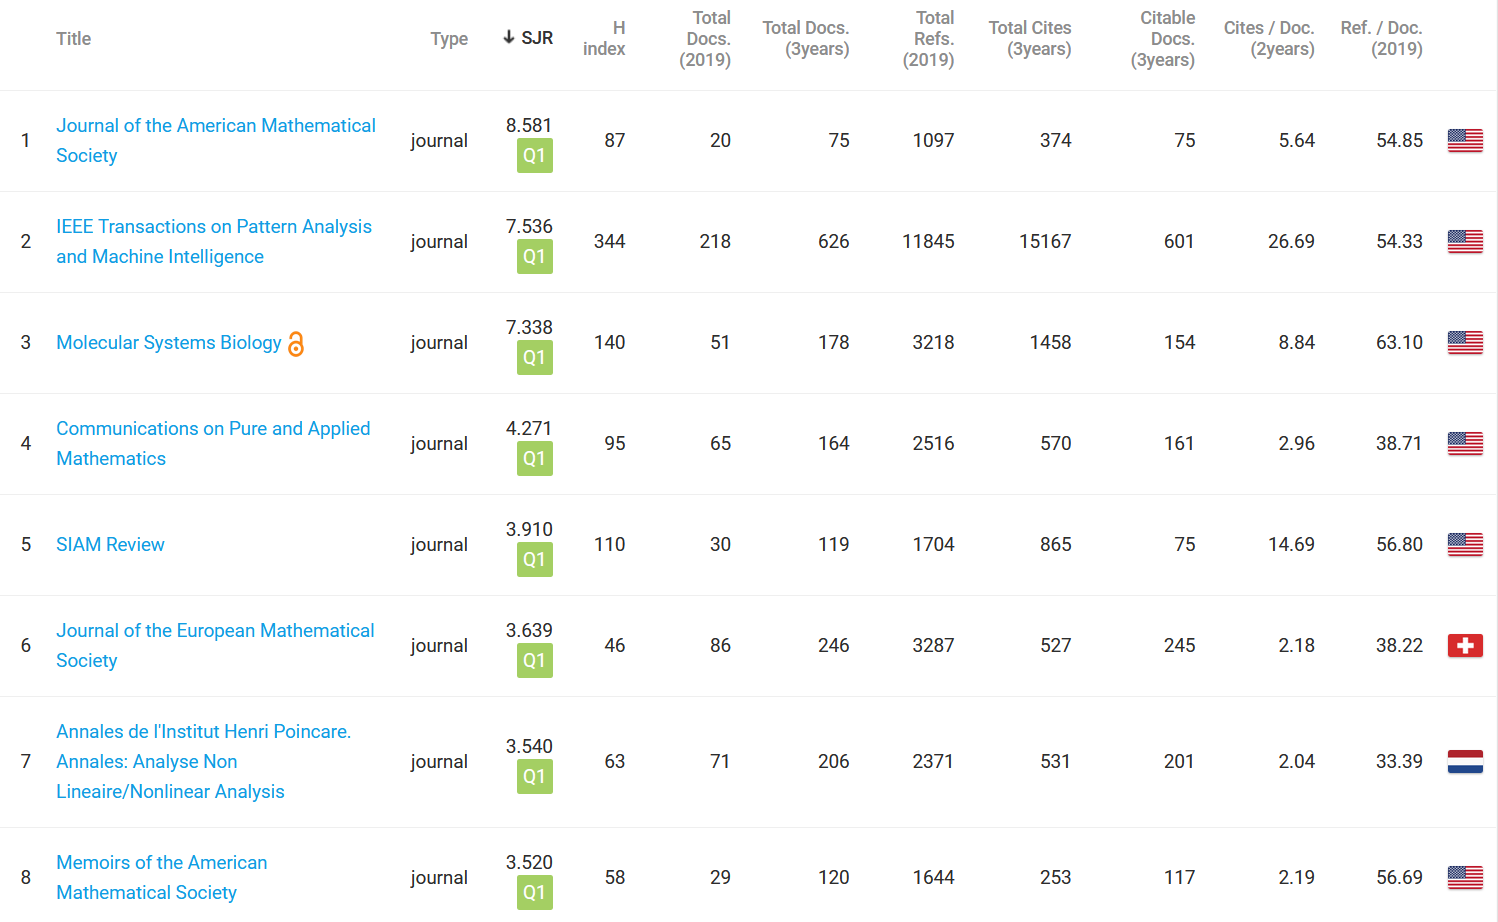 Title Type ↓ SJR H index Total Docs. (2019) Total Docs. (3years) Total Refs. (2019) Total Cites (3years) Citable Docs. (3years) Cites / Doc. (2years) Ref. / Doc. (2019)
1 Journal of the American Mathematical Society journal 8.581 Q1 87 20 75 1097 374 75 5.64 54.85
2 IEEE Transactions on Pattern Analysis and Machine Intelligence journal 7.536 Q1 344 218 626 11845 15167 601 26.69 54.33
3 Molecular Systems Biology journal 7.338 Q1 140 51 178 3218 1458 154 8.84 63.10
4 Communications on Pure and Applied Mathematics journal 4.271 Q1 95 65 164 2516 570 161 2.96 38.71
5 SIAM Review journal 3.910 Q1 110 30 119 1704 865 75 14.69 56.80
6 Journal of the European Mathematical Society journal 3.639 Q1 46 86 246 3287 527 245 2.18 38.22
7 Annales de l'Institut Henri Poincare. Annales: Analyse Non Lineaire/Nonlinear Analysis journal 3.540 Q1 63 71 206 2371 531 201 2.04 33.39
8 Memoirs of the American Mathematical Society journal 3.520 Q1 58 29 120 1644 253 117 2.19 56.69